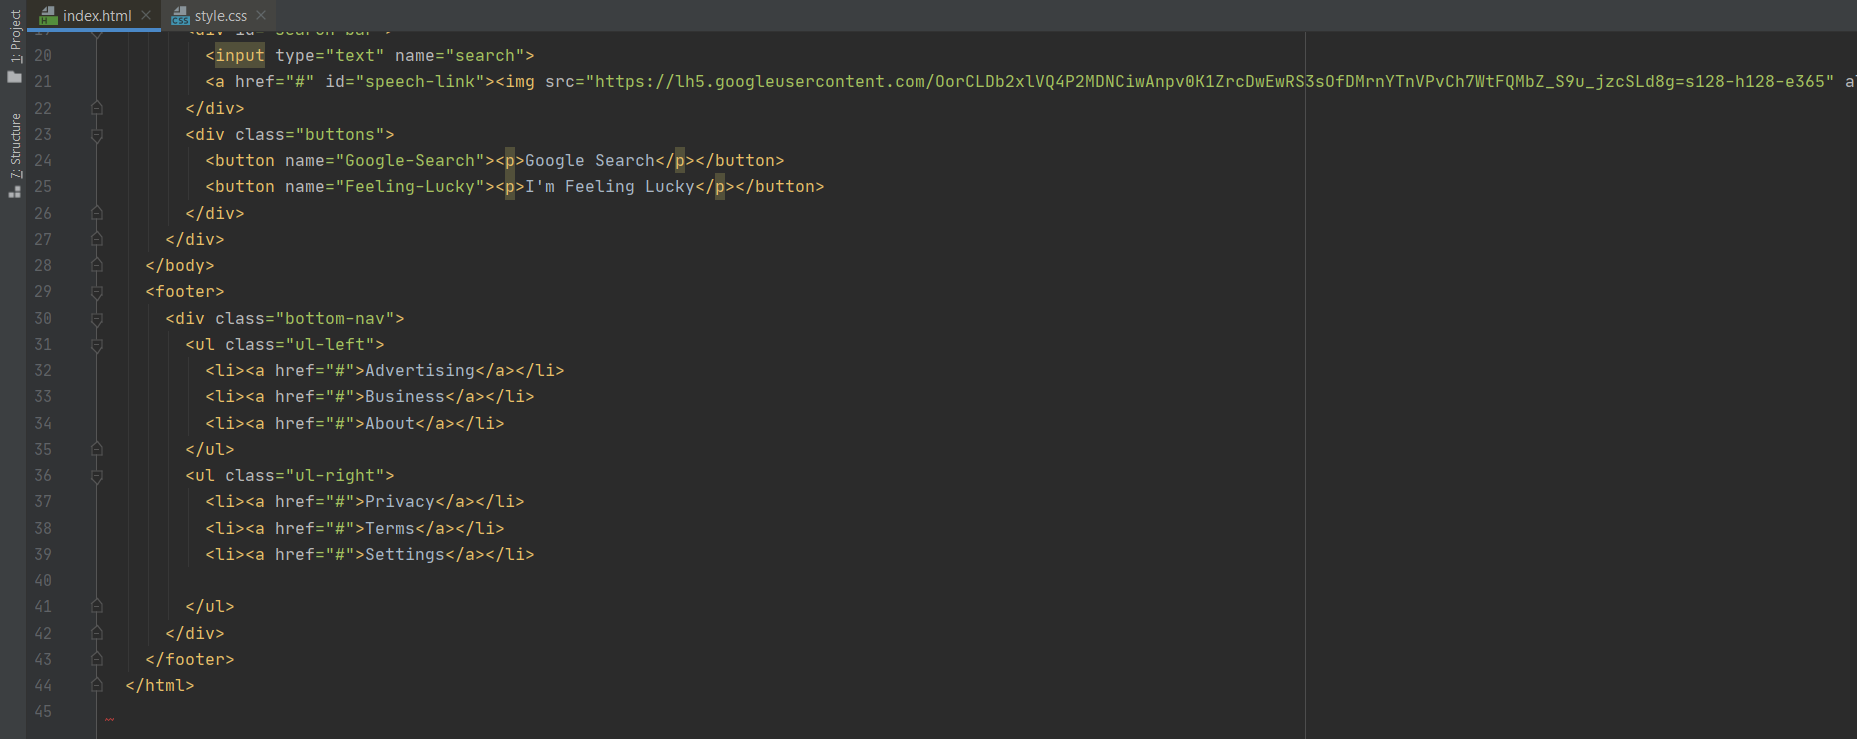 index.html
style.css
1: Project
7: Structure
19 <div id="search-bar">
20 <input type="text" name="search">
21 <a href="#" id="speech-link"><img src="https://lh5.googleusercontent.com/OorCLDb2xlVQ4P2MDNCiwAnpv0K1ZrcDwEwRS3sOfDMrnYTnVPvCh7WtFQMbZ_S9u_jzcSLd8g=s128-h128-e365" a
22 </div>
23 <div class="buttons">
24 <button name="Google-Search"><p>Google Search</p></button>
25 <button name="Feeling-Lucky"><p>I'm Feeling Lucky</p></button>
26 </div>
27 </div>
28 </body>
29 <footer>
30 <div class="bottom-nav">
31 <ul class="ul-left">
32 <li><a href="#">Advertising</a></li>
33 <li><a href="#">Business</a></li>
34 <li><a href="#">About</a></li>
35 </ul>
36 <ul class="ul-right">
37 <li><a href="#">Privacy</a></li>
38 <li><a href="#">Terms</a></li>
39 <li><a href="#">Settings</a></li>
40
41 </ul>
42 </div>
43 </footer>
44 </html>
45